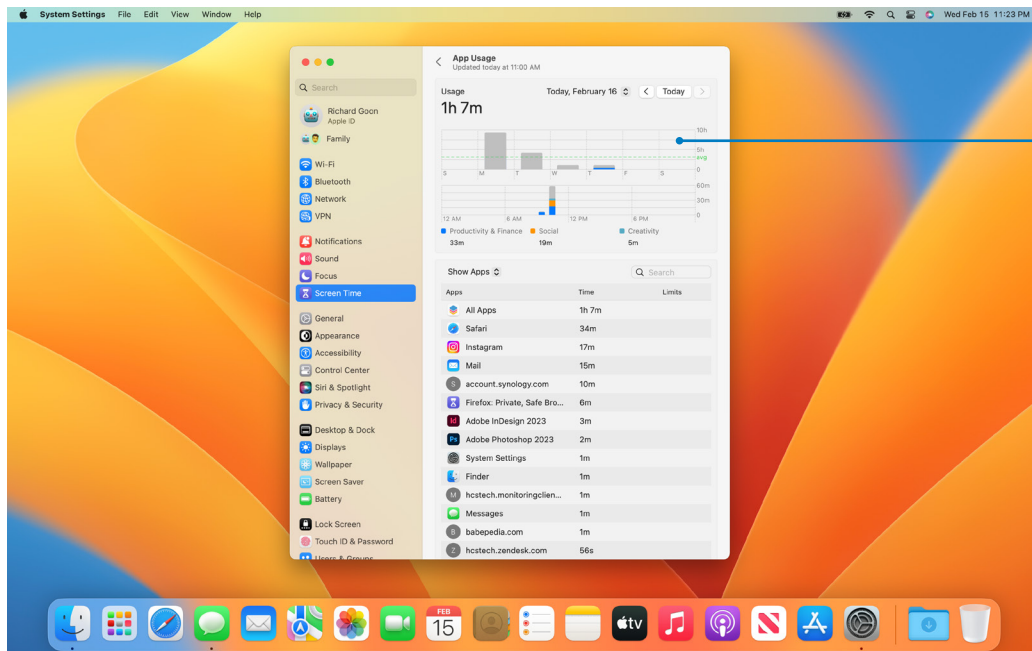 System Settings File Edit View Window Help
Wed Feb 15 11:23 PM
App Usage
Updated today at 11:00 AM
Search
Richard Goon
Apple ID
Family
Wi-Fi
Bluetooth
Network
VPN
Notifications
Sound
Focus
Screen Time
General
Appearance
Accessibility
Control Center
Siri & Spotlight
Privacy & Security
Desktop & Dock
Displays
Wallpaper
Screen Saver
Battery
Lock Screen
Touch ID & Password
Users & Groups
Usage Today, February 16 Today
1h 7m
10h
5h
avg
S M T W T F S 0
60m
30m
12 AM 6 AM 12 PM 6 PM 0
Productivity & Finance Social Creativity
33m 19m 5m
Show Apps Search
Apps Time Limits
All Apps 1h 7m
Safari 34m
Instagram 17m
Mail 15m
S account.synology.com 10m
Firefox: Private, Safe Bro... 6m
Id Adobe InDesign 2023 3m
Ps Adobe Photoshop 2023 2m
System Settings 1m
Finder 1m
M hcstech.monitoringclien... 1m
Messages 1m
B babepedia.com 1m
Z hcstech.zendesk.com 56s
FEB
15
tv